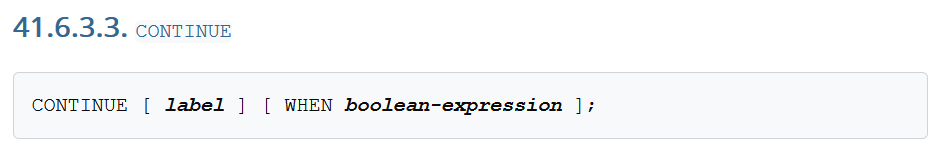 41.6.3.3. CONTINUE
CONTINUE [ label ] [ WHEN boolean-expression ];